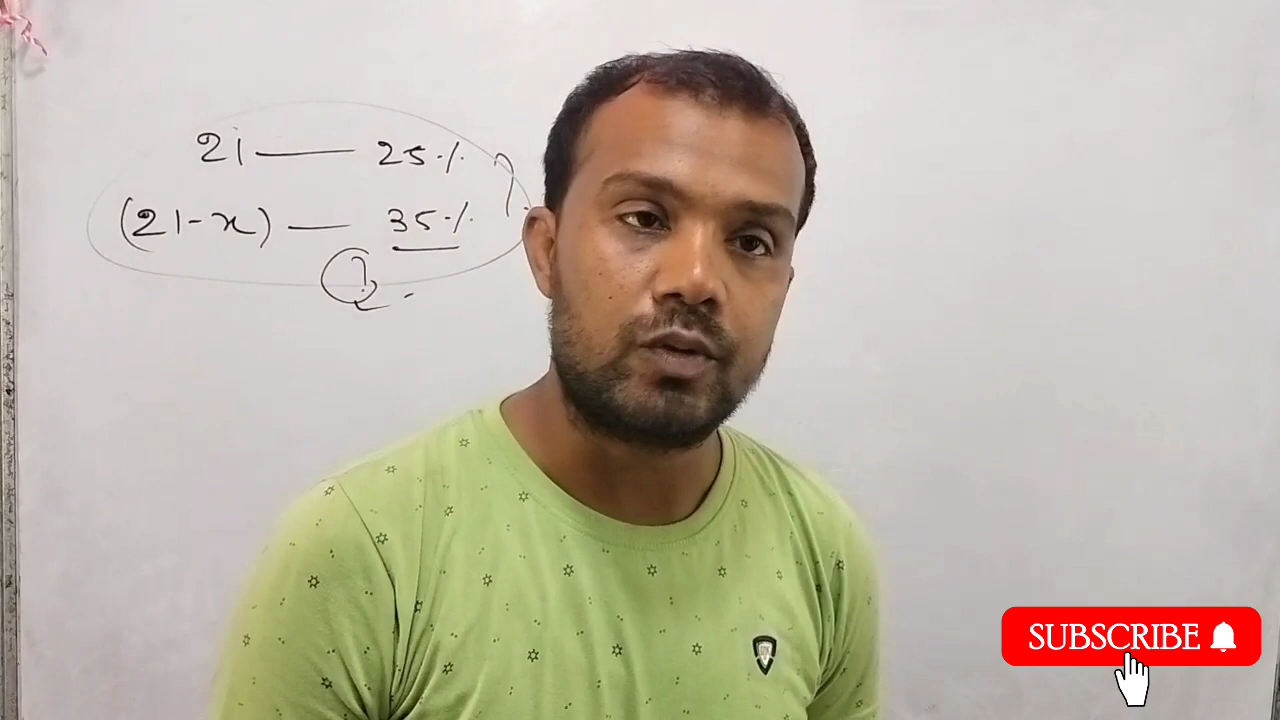 21 — 25%
(21-x) — 35%
?
?
SUBSCRIBE